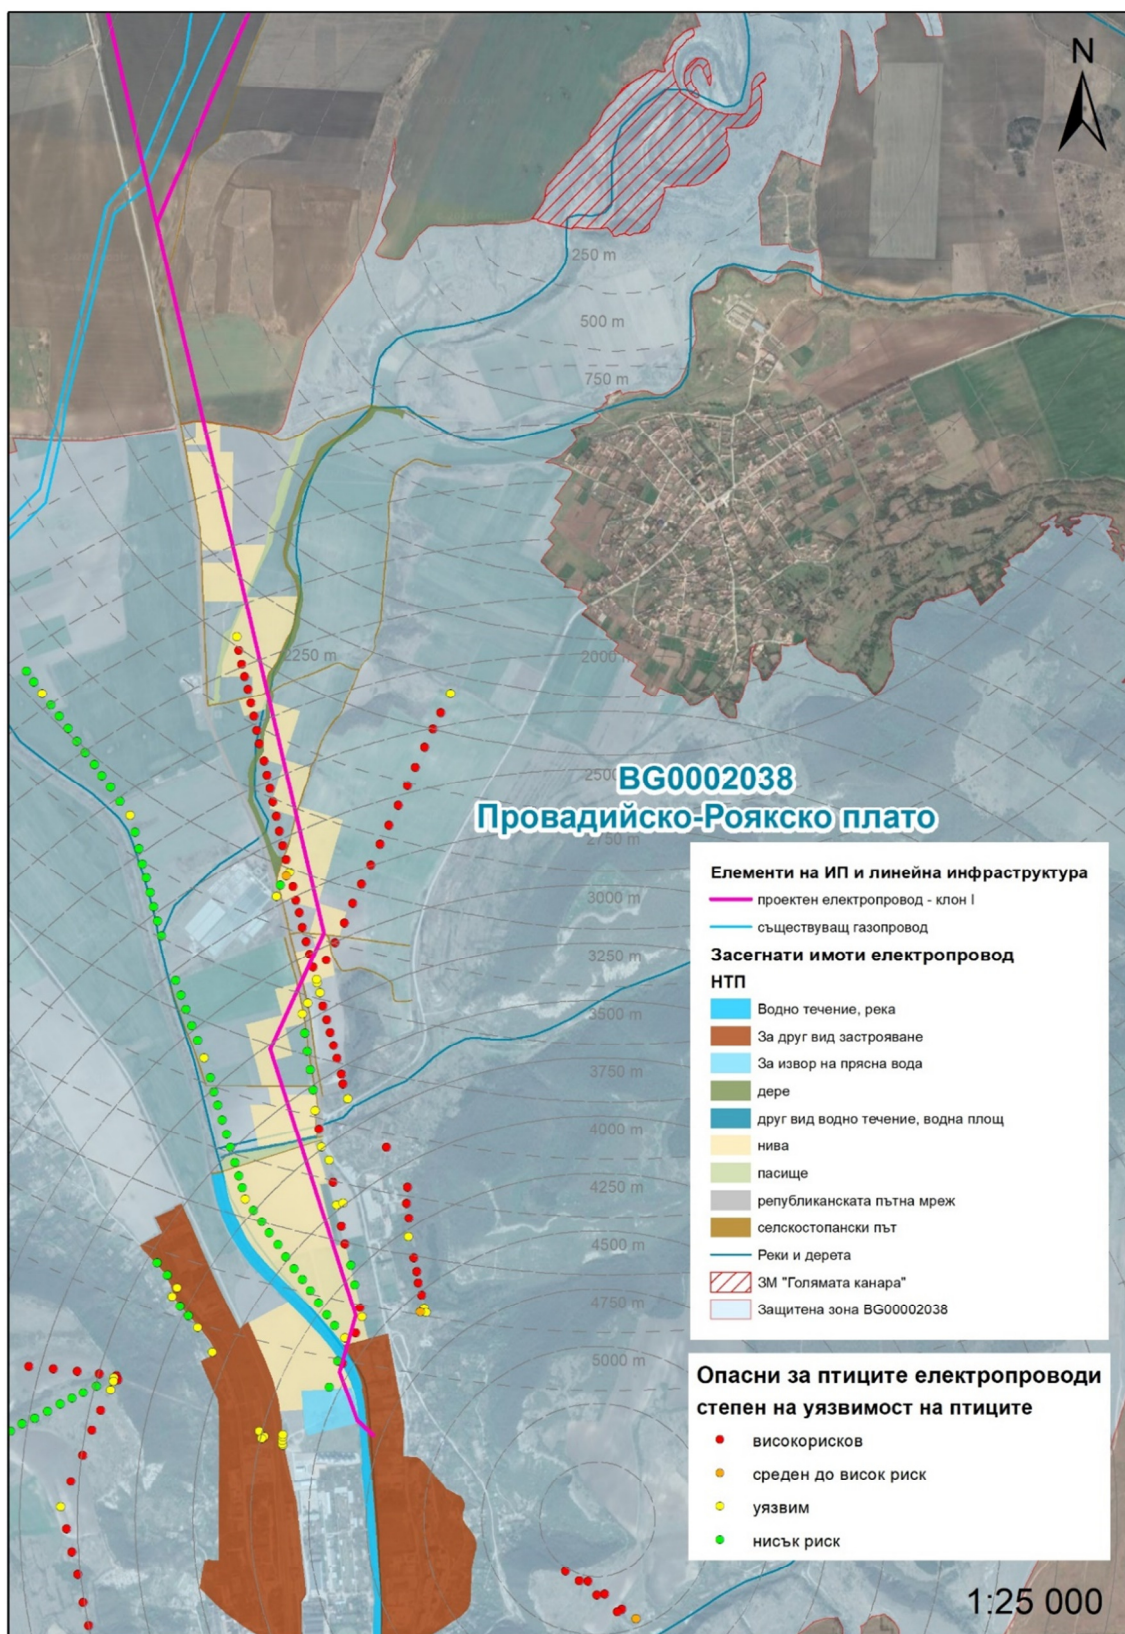 N
250 m
500 m
750 m
2250 m
2000 m
2500
BG0002038
Провадийско-Роякско плато
2750 m
3000 m
3250 m
3500 m
3750 m
4000 m
4250 m
4500 m
4750 m
5000 m
Елементи на ИП и линейна инфраструктура
проектен електропровод - клон I
съществуващ газопровод
Засегнати имоти електропровод
НТП
Водно течение, река
За друг вид застрояване
За извор на прясна вода
дере
друг вид водно течение, водна площ
нива
пасище
републиканската пътна мреж
селскостопански път
Реки и дерета
ЗМ "Голямата канара"
Защитена зона BG00002038
Опасни за птиците електропроводи
степен на уязвимост на птиците
високорисков
среден до висок риск
уязвим
нисък риск
1:25 000